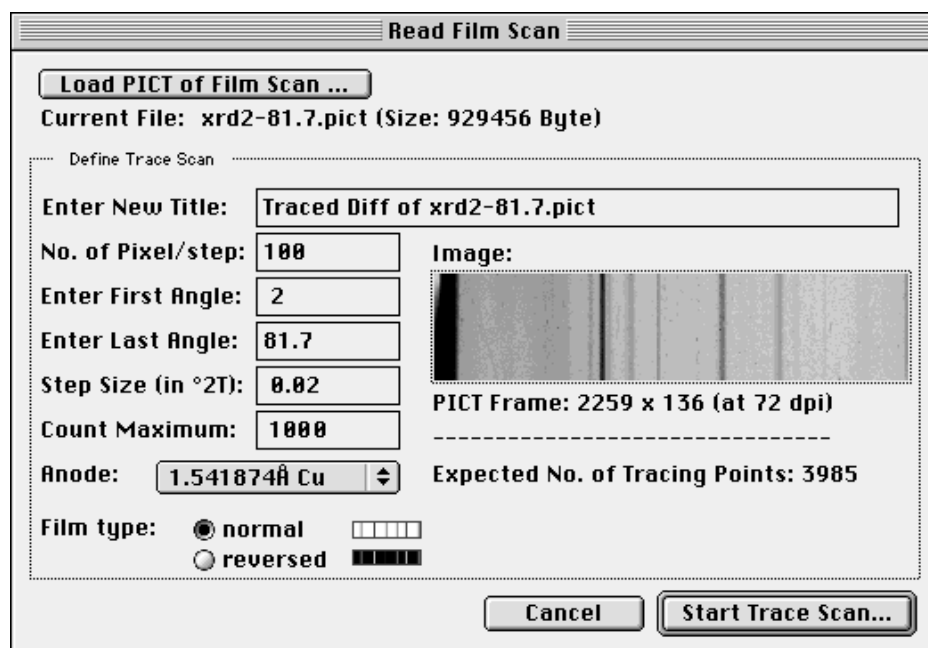 Read Film Scan
Load PICT of Film Scan ...
Current File: xrd2-81.7.pict (Size: 929456 Byte)
Define Trace Scan
Enter New Title: Traced Diff of xrd2-81.7.pict
No. of Pixel/step: 100
Enter First Angle: 2
Enter Last Angle: 81.7
Step Size (in °2T): 0.02
Count Maximum: 1000
Anode: 1.541874Å Cu
Film type: normal
reversed
Image:
PICT Frame: 2259 x 136 (at 72 dpi)
--------------------------------
Expected No. of Tracing Points: 3985
Cancel
Start Trace Scan...